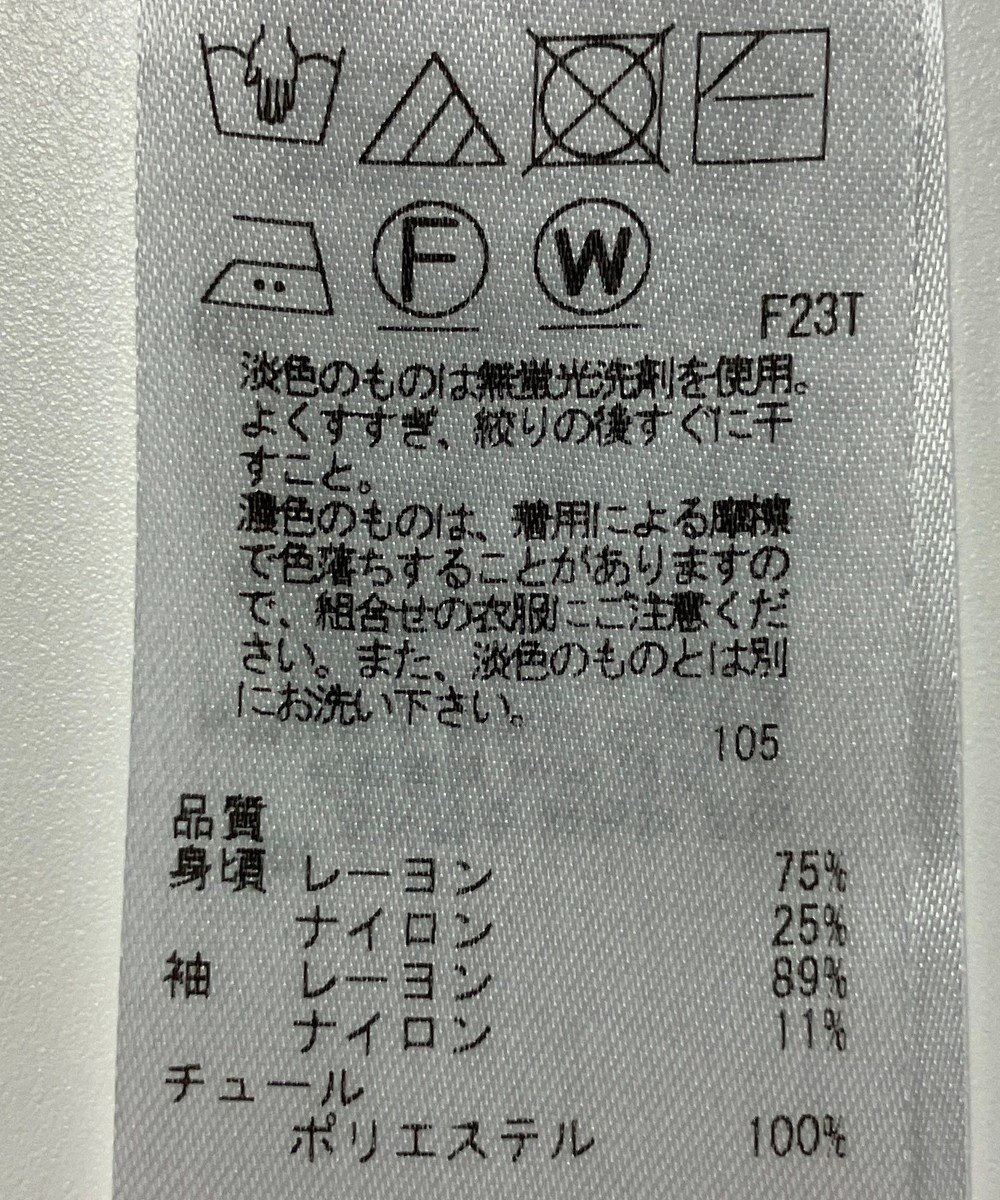 F
W
F23T
淡色のものは無蛍光洗剤を使用。
よくすすぎ、絞りの後すぐに干
すこと。
濃色のものは、着用による摩擦
で色落ちすることがありますの
で、組合せの衣服にご注意くだ
さい。また、淡色のものとは別
にお洗い下さい。
105
品質
身頃 レーヨン 75%
ナイロン 25%
袖 レーヨン 89%
ナイロン 11%
チュール
ポリエステル 100%